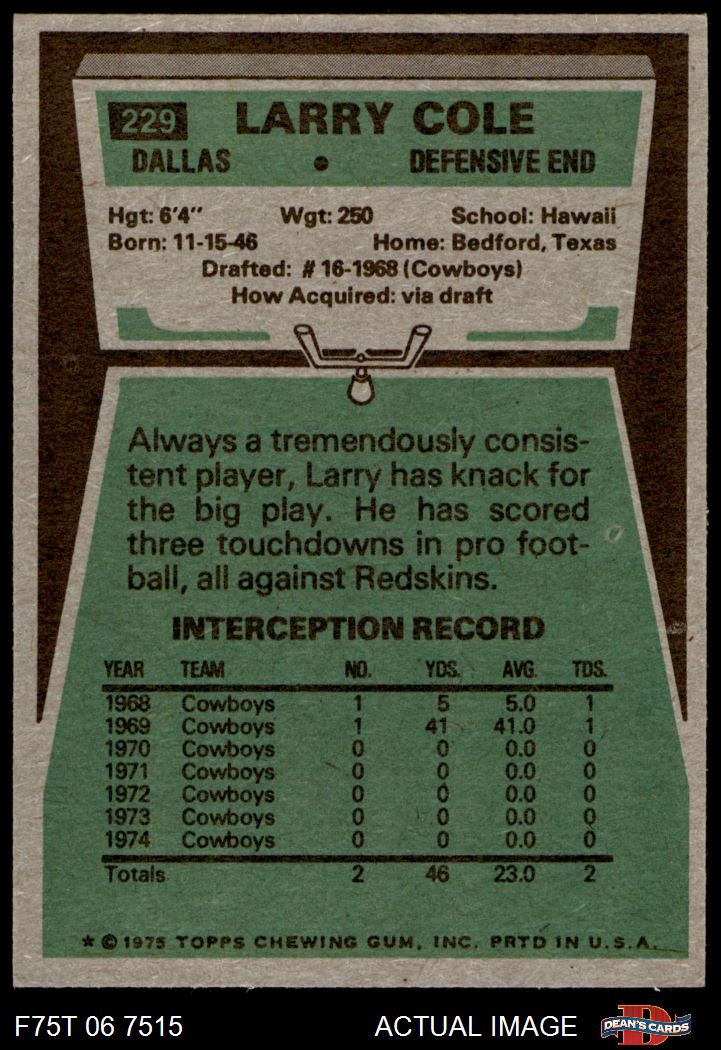 229 LARRY COLE
DALLAS • DEFENSIVE END
Hgt: 6'4" Wgt: 250 School: Hawaii
Born: 11-15-46 Home: Bedford, Texas
Drafted: #16-1968 (Cowboys)
How Acquired: via draft
Always a tremendously consis-
tent player, Larry has knack for
the big play. He has scored
three touchdowns in pro foot-
ball, all against Redskins.
INTERCEPTION RECORD
YEAR TEAM NO. YDS. AVG. TDS.
1968 Cowboys 1 5 5.0 1
1969 Cowboys 1 41 41.0 1
1970 Cowboys 0 0 0.0 0
1971 Cowboys 0 0 0.0 0
1972 Cowboys 0 0 0.0 0
1973 Cowboys 0 0 0.0 0
1974 Cowboys 0 0 0.0 0
Totals 2 46 23.0 2
* © 1975 TOPPS CHEWING GUM, INC. PRTD IN U.S.A.
F75T 06 7515 ACTUAL IMAGE DEAN'S CARDS